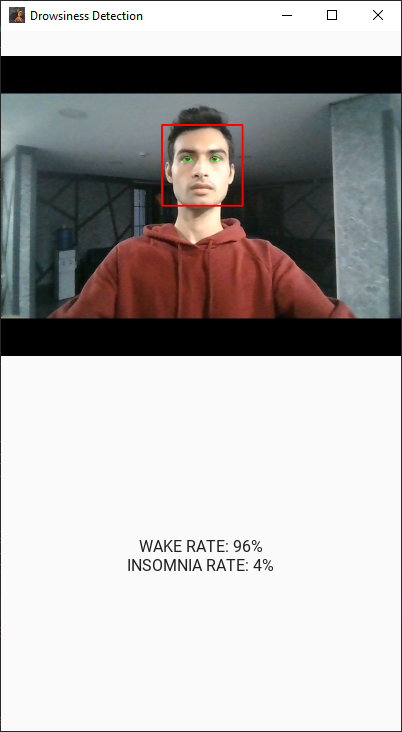 Drowsiness Detection
WAKE RATE: 96%
INSOMNIA RATE: 4%